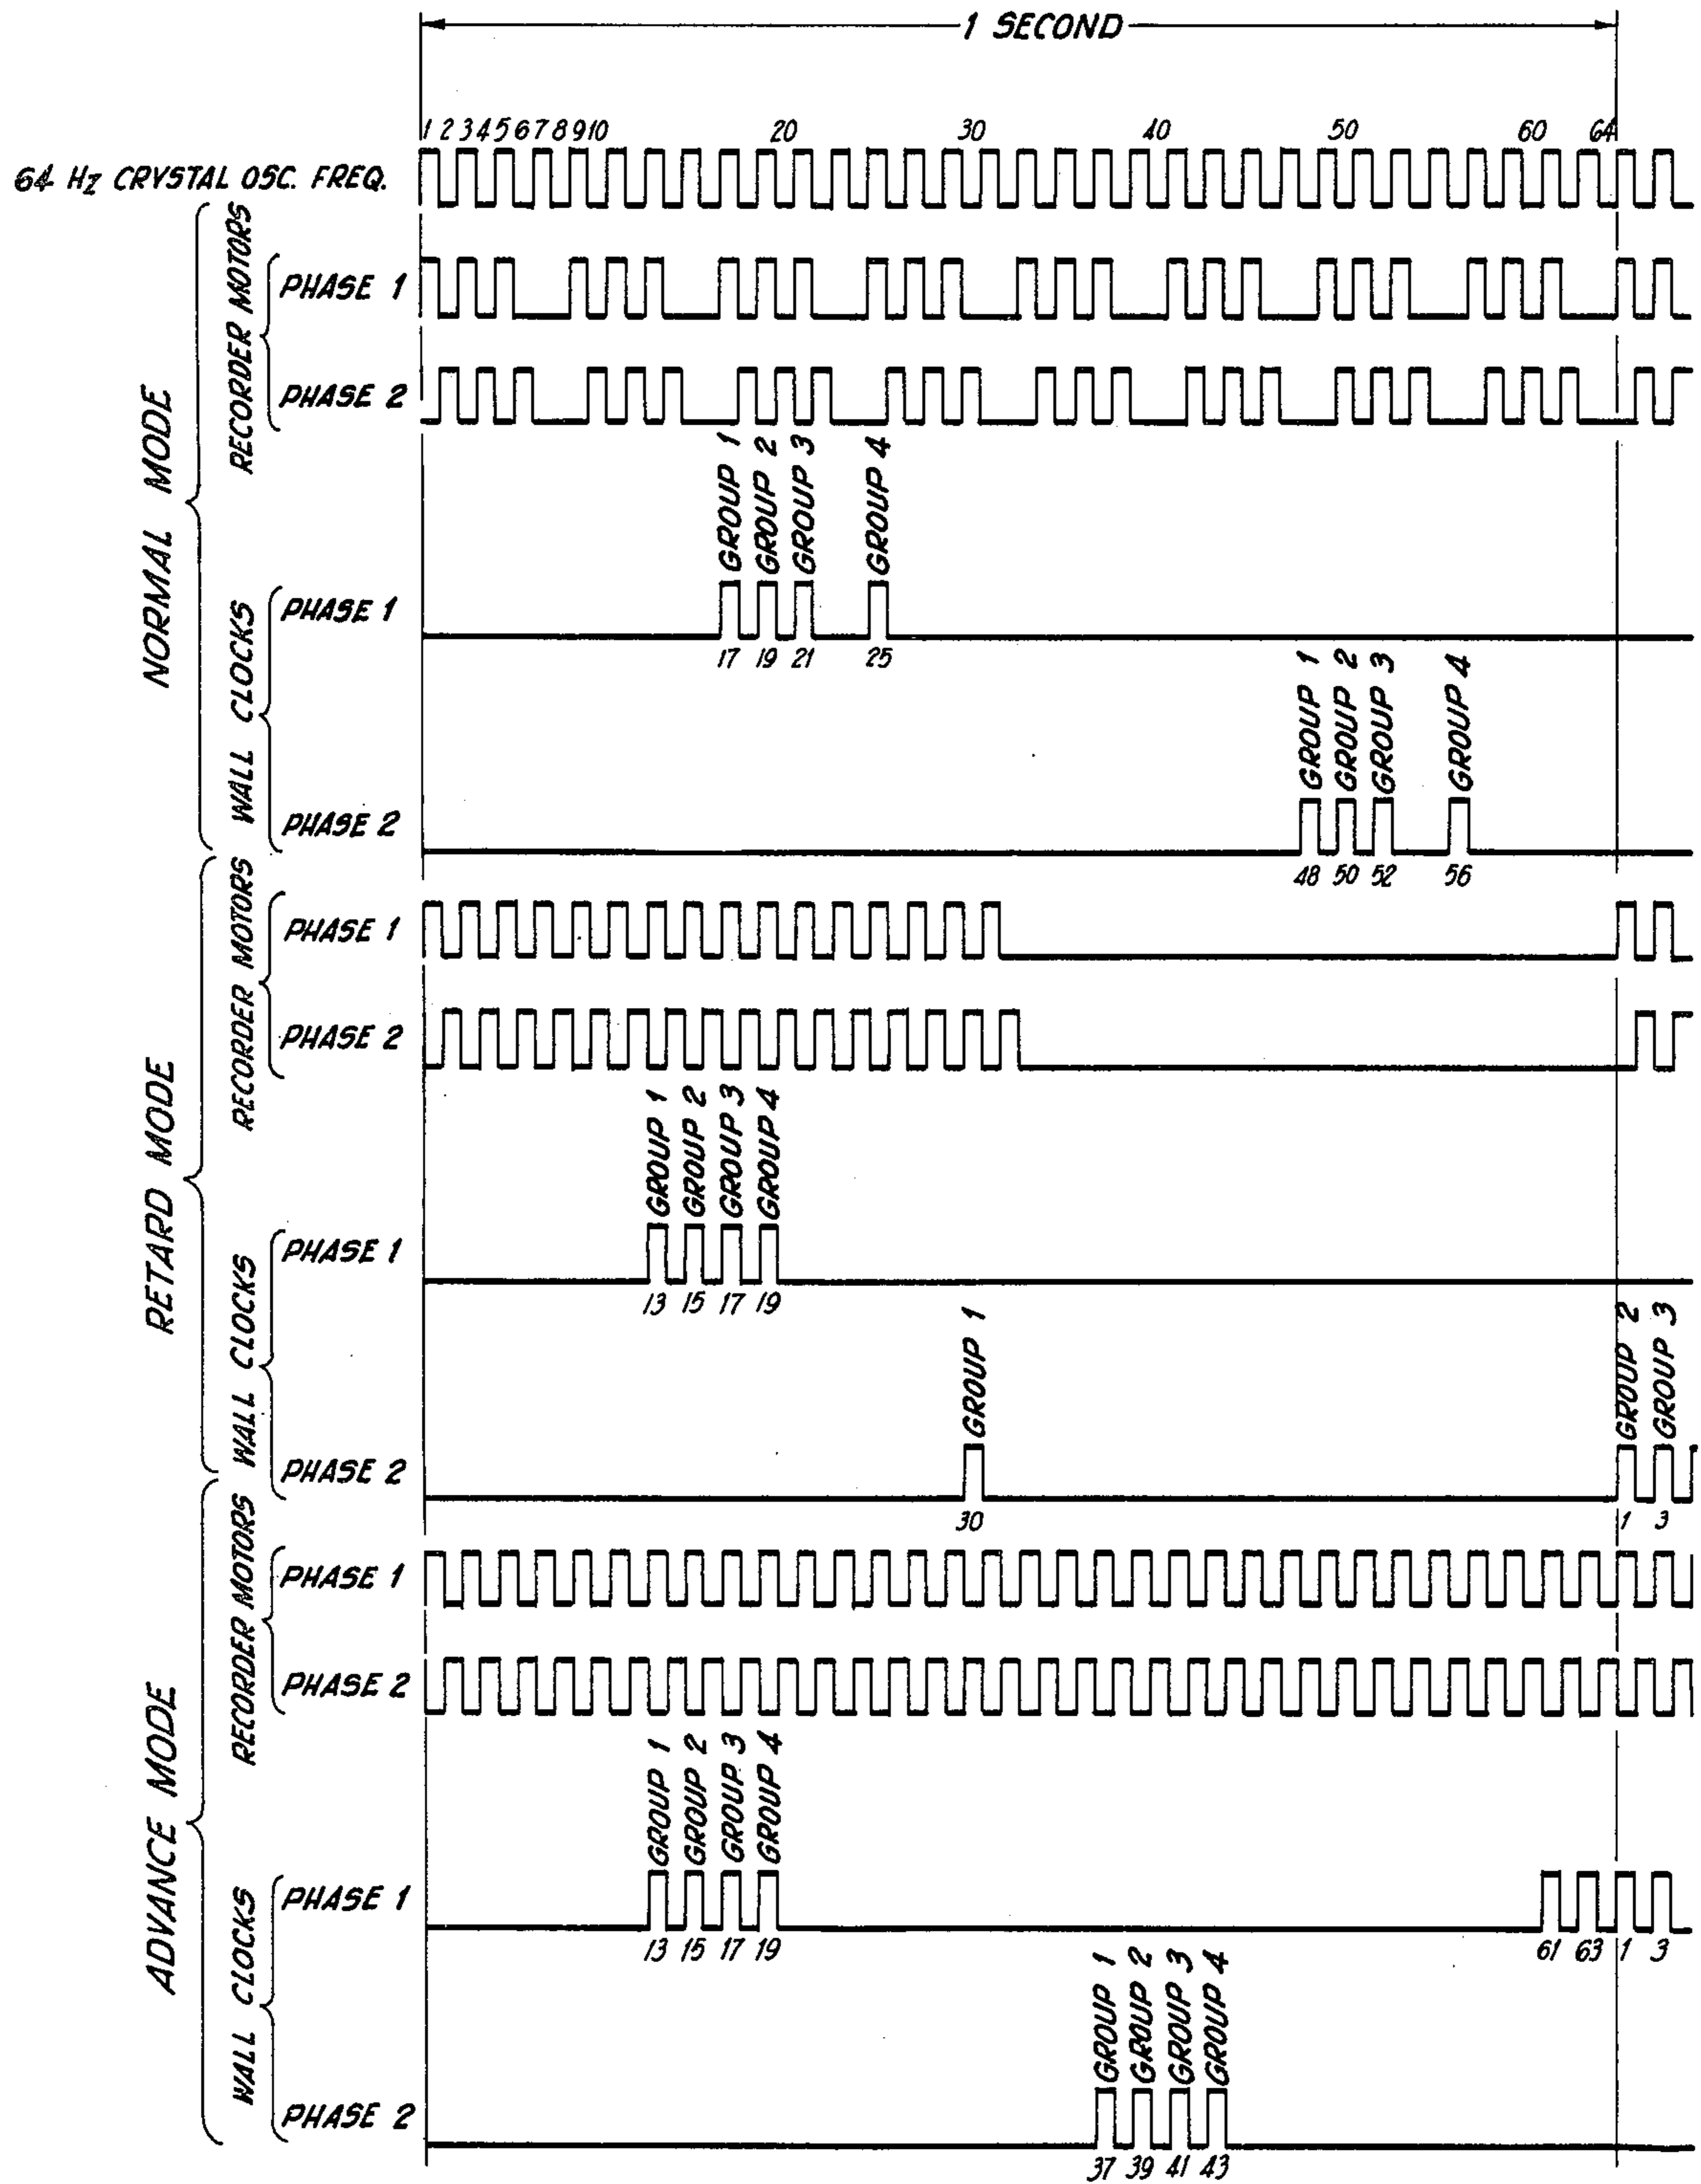 1 SECOND
1 2 3 4 5 6 7 8 9 10 20 30 40 50 60 64
64 HZ CRYSTAL OSC. FREQ.
NORMAL MODE
RECORDER MOTORS
PHASE 1
PHASE 2
GROUP 1
GROUP 2
GROUP 3
GROUP 4
WALL CLOCKS
PHASE 1
17 19 21 25
GROUP 1
GROUP 2
GROUP 3
GROUP 4
PHASE 2
48 50 52 56
RETARD MODE
RECORDER MOTORS
PHASE 1
PHASE 2
GROUP 1
GROUP 2
GROUP 3
GROUP 4
WALL CLOCKS
PHASE 1
13 15 17 19
GROUP 1
GROUP 2
GROUP 3
PHASE 2
30 1 3
ADVANCE MODE
RECORDER MOTORS
PHASE 1
PHASE 2
GROUP 1
GROUP 2
GROUP 3
GROUP 4
WALL CLOCKS
PHASE 1
13 15 17 19 61 63 1 3
GROUP 1
GROUP 2
GROUP 3
GROUP 4
PHASE 2
37 39 41 43